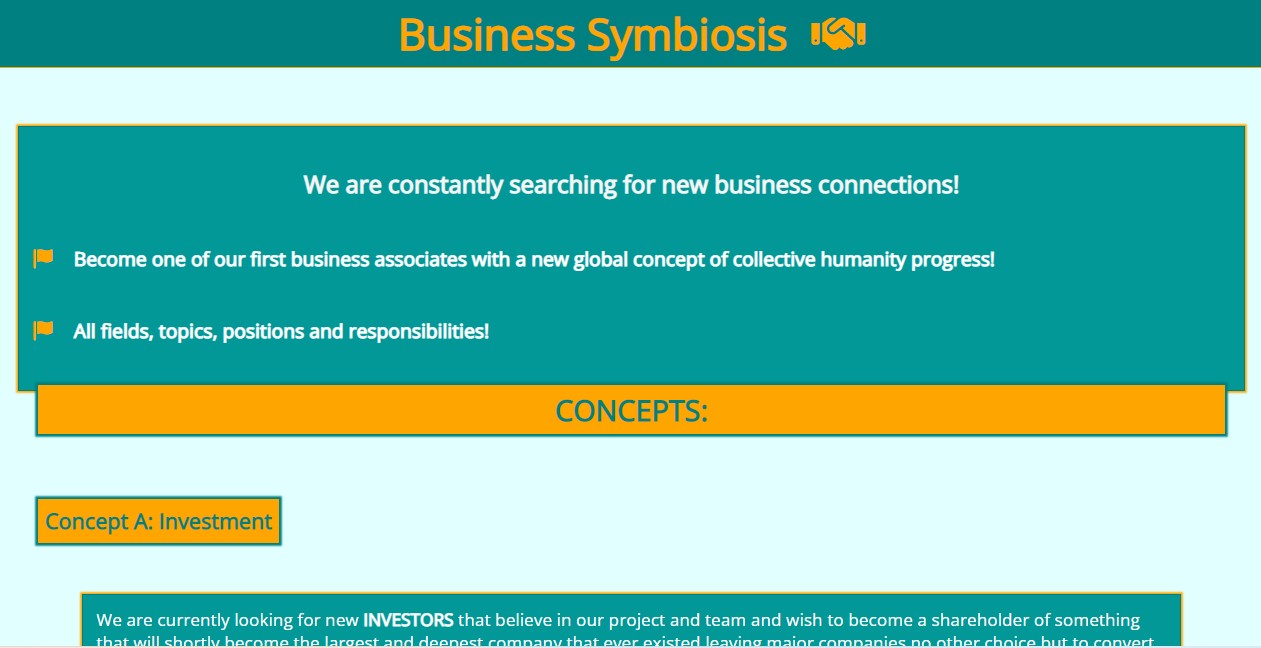 Business Symbiosis
We are constantly searching for new business connections!
Become one of our first business associates with a new global concept of collective humanity progress!
All fields, topics, positions and responsibilities!
CONCEPTS:
Concept A: Investment
We are currently looking for new INVESTORS that believe in our project and team and wish to become a shareholder of something
that will shortly become the largest and deepest company that ever existed leaving major companies no other choice but to convert